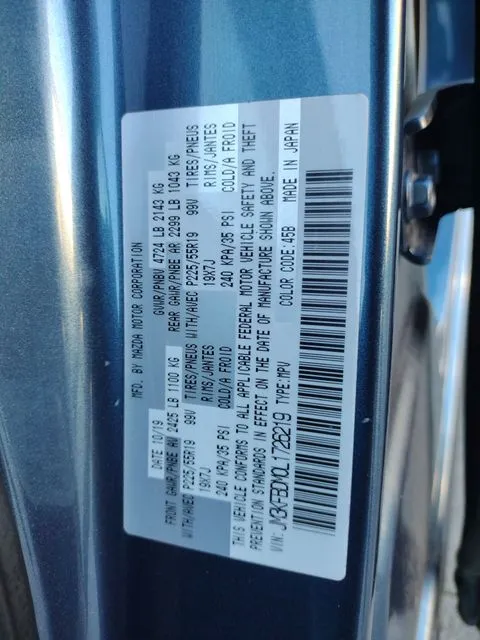 MFD. BY MAZDA MOTOR CORPORATION
DATE 10/19 GVWR/PNBV 4724 LB 2143 KG
FRONT GAWR/PNBE AV 2425 LB 1100 KG REAR GAWR/PNBE AR 2299 LB 1043 KG
WITH/AVEC P225/55R19 99V TIRES/PNEUS WITH/AVEC P225/55R19 99V TIRES/PNEUS
19X7J RIMS/JANTES 19X7J RIMS/JANTES
240 KPA/35 PSI COLD/A FROID 240 KPA/35 PSI COLD/A FROID
THIS VEHICLE CONFORMS TO ALL APPLICABLE FEDERAL MOTOR VEHICLE SAFETY AND THEFT
PREVENTION STANDARDS IN EFFECT ON THE DATE OF MANUFACTURE SHOWN ABOVE.
VIN: JM3KFBDM0L1726219 TYPE:MPV COLOR CODE:45B MADE IN JAPAN